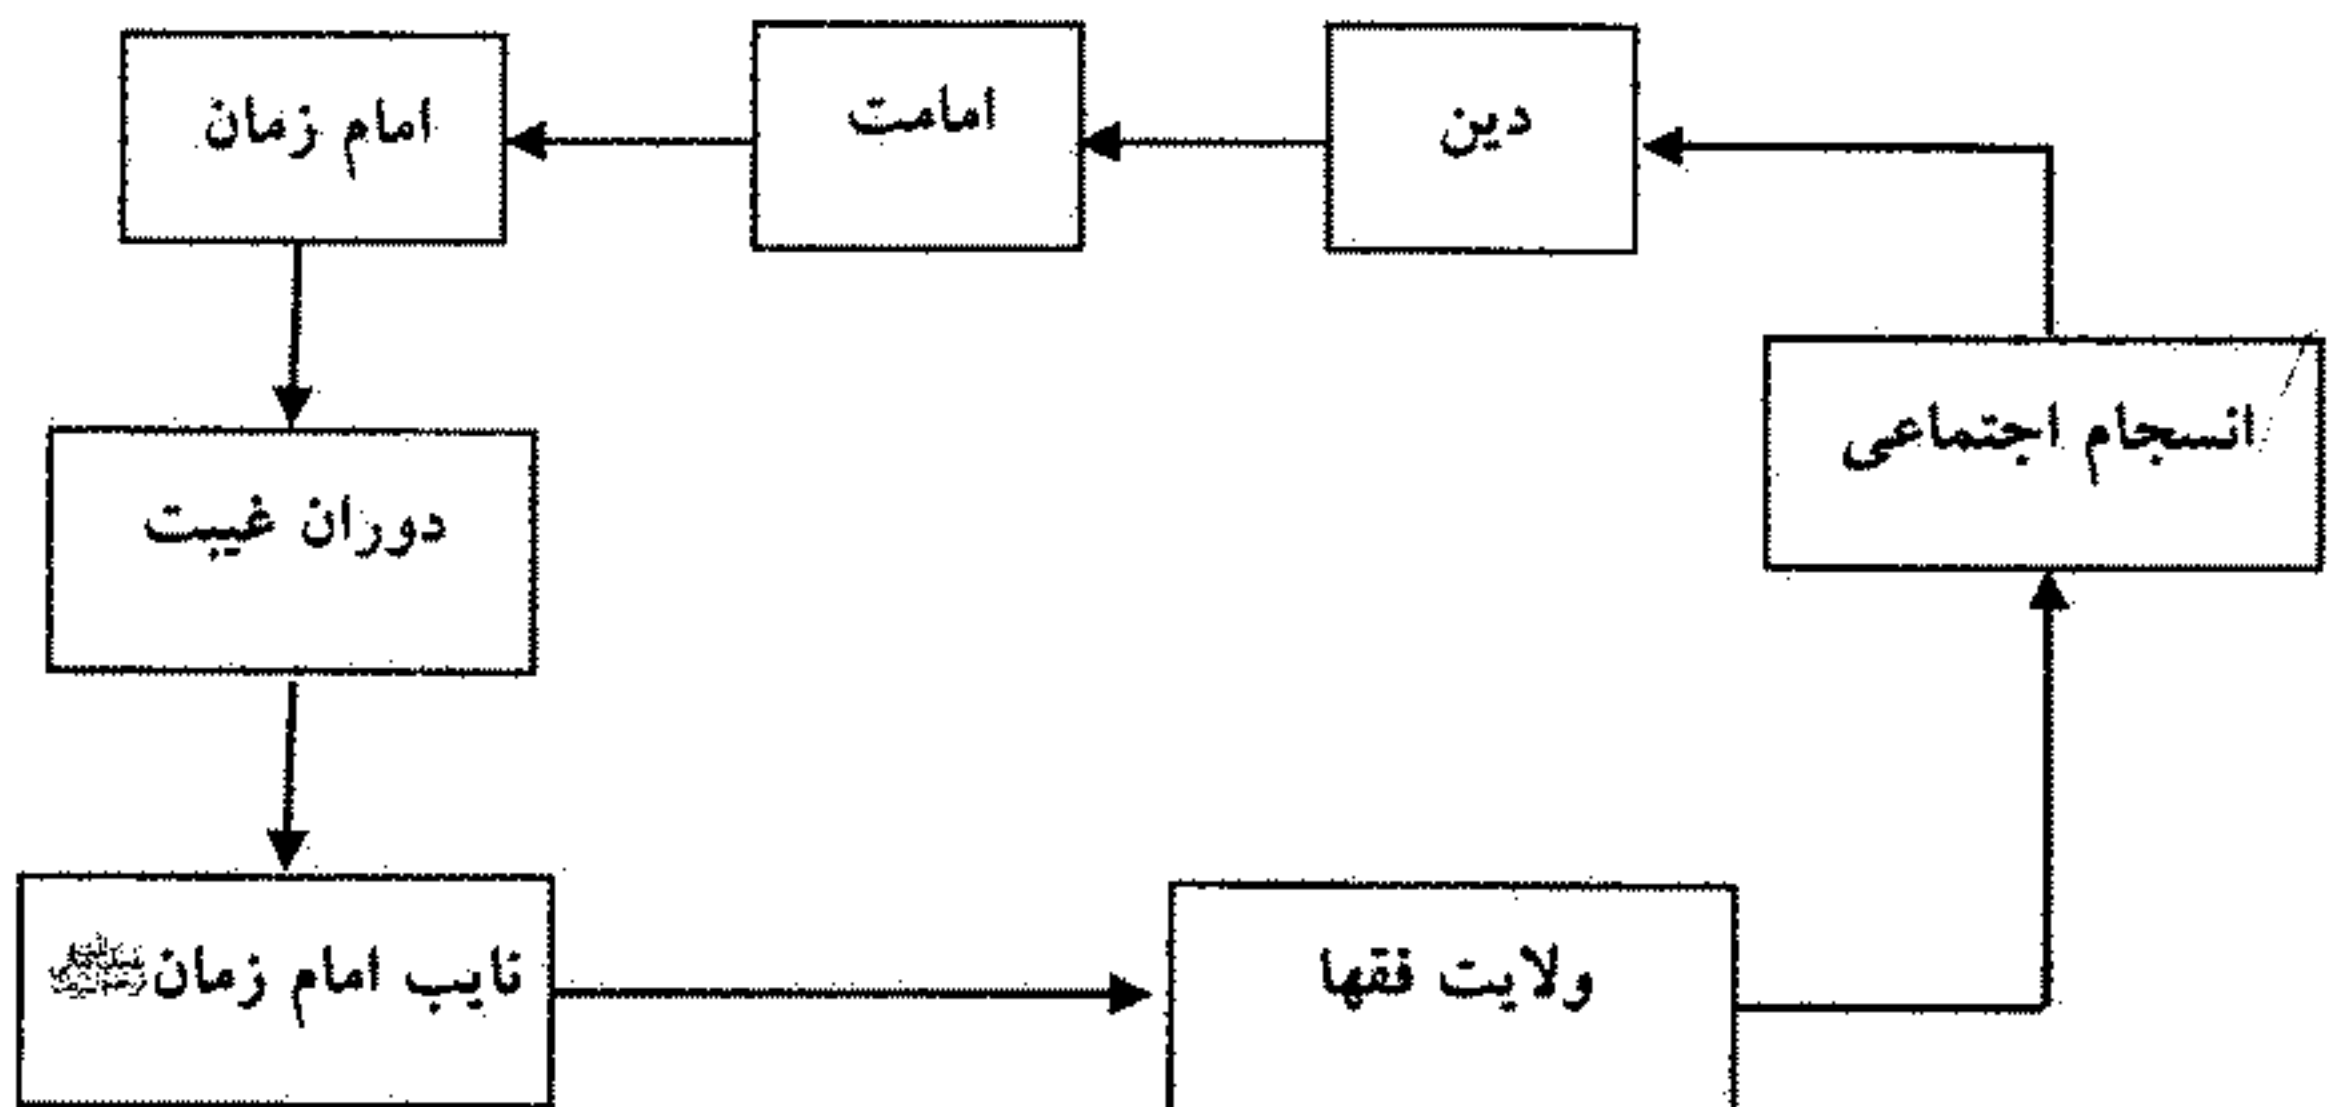 دین
امامت
امام زمان
انسجام اجتماعی
دوران غیبت
نایب امام زمان
ولایت فقها